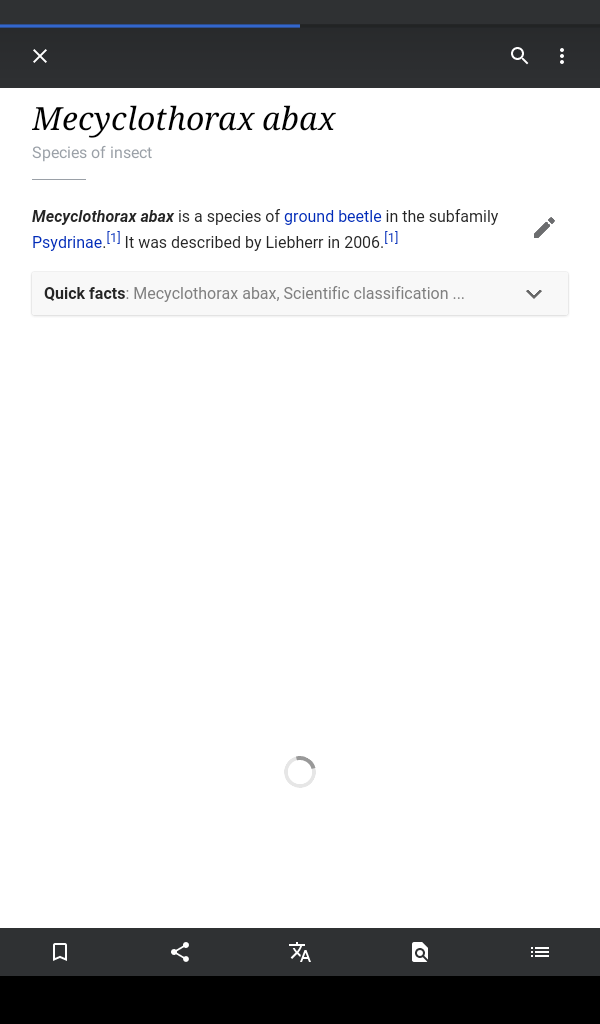 Mecyclothorax abax
Species of insect
Mecyclothorax abax is a species of ground beetle in the subfamily
Psydrinae.[1] It was described by Liebherr in 2006.[1]
Quick facts: Mecyclothorax abax, Scientific classification ...